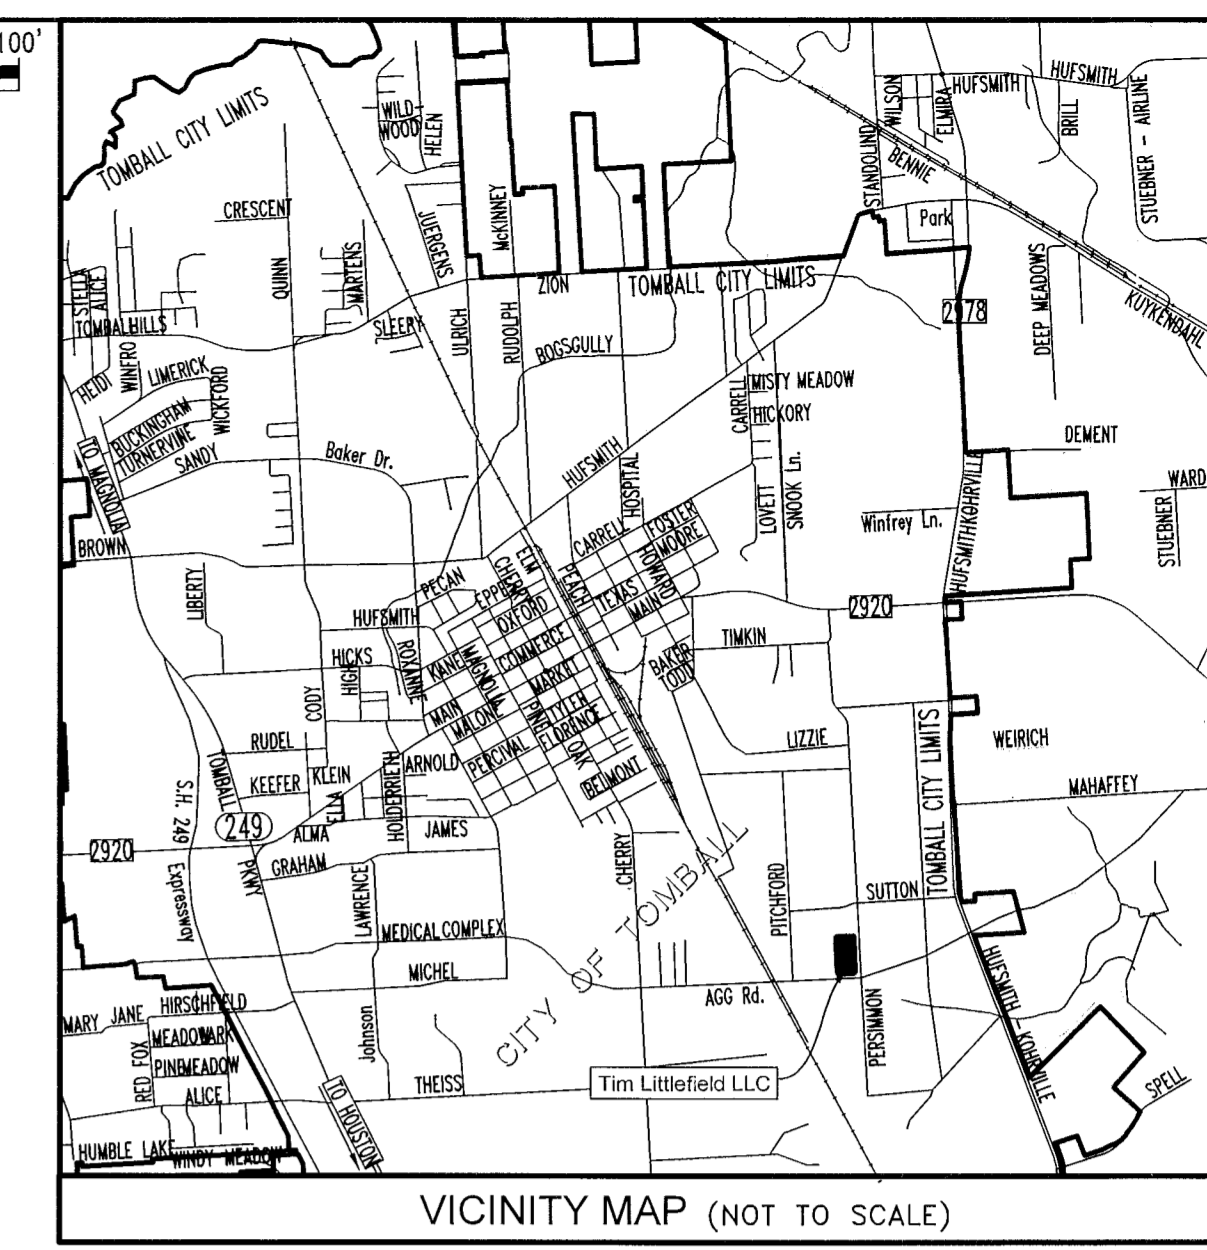 100'
TOMBALL CITY LIMITS
WILD
WOOD
HELEN
WILSON
ELMIRA
HUFSMITH
HUFSMITH
BRILL
STUEBNER - AIRLINE
STANDOLIND
BENNIE
CRESCENT
McKINNEY
JUERGENS
Park
QUINN
MARTENS
STELLA
ALICE
ZION
TOMBALL CITY LIMITS
2978
DEEP MEADOWS
KUYKENDAHL
TOMBALHILLS
SLEEPY
ULRICH
RUDOLPH
BOGSGULLY
HEIDI
WINFRO
LIMERICK
WICKFORD
CARRELL
MISTY MEADOW
BUCKINGHAM
HICKORY
TURNERVINE
TO MAGNOLIA
SANDY
Baker Dr.
HUFSMITH
HOSPITAL
DEMENT
LOVETT
SNOOK Ln.
HUFSMITHKOHRVILLE
WARD
STUEBNER
Winfrey Ln.
CARRELL
FOSTER
MOORE
BROWN
ELM
CHERRY
PEACH
HOWARD
LIBERTY
PECAN
EPPE
OXFORD
TEXAS
MAIN
2920
HUFSMITH
COMMERCE
TIMKIN
HICKS
HIGH
ROXANNE
KANE
MAGNOLIA
MARKET
BAKER
TODD
CODY
MAIN
MALONE
PINE
TYLER
FLORENCE
OAK
RUDEL
LIZZIE
TOMBALL CITY LIMITS
WEIRICH
TOMBALL
KEEFER
KLEIN
ELLA
HOLDERRIETH
ARNOLD
PERCIVAL
BELMONT
MAHAFFEY
S.H. 249 Expressway
249
ALMA
JAMES
2920
PKWY
GRAHAM
CHERRY
CITY OF TOMBALL
LAWRENCE
PITCHFORD
SUTTON
MEDICAL COMPLEX
MICHEL
AGG Rd.
HUFSMITH - KOHRVILLE
HIRSCHFIELD
MARY JANE
Johnson
PERSIMMON
RED FOX
PINEMEADOW
ALICE
THEISS
Tim Littlefield LLC
SPELL
TO HOUSTON
HUMBLE LAKE
WINDY MEADOW
VICINITY MAP (NOT TO SCALE)